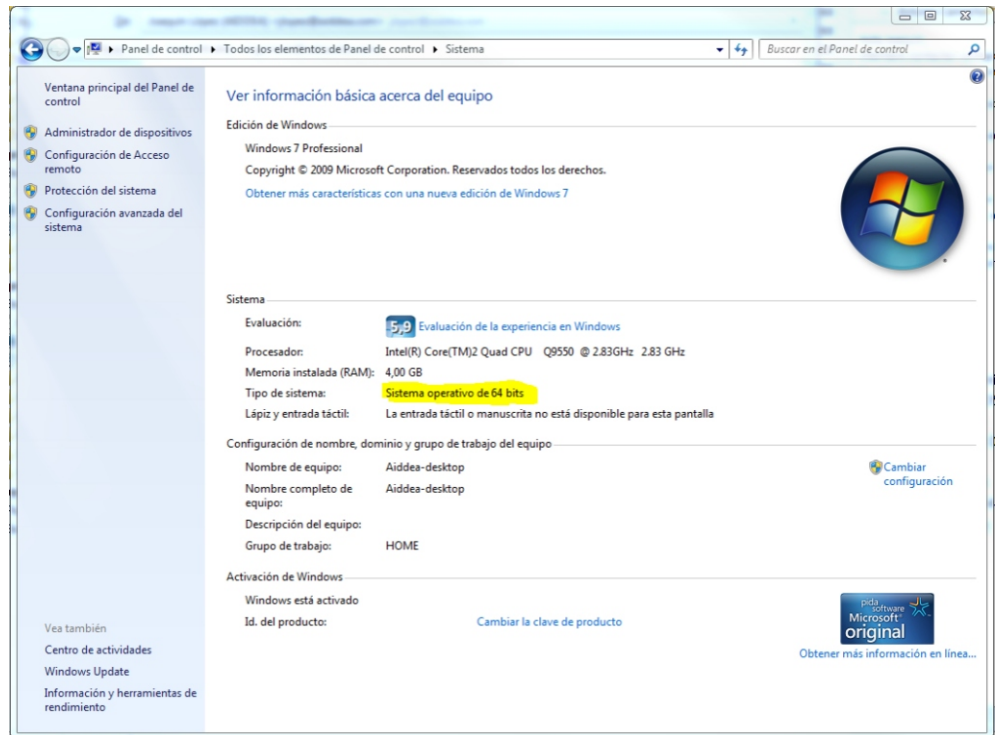 Panel de control ▸ Todos los elementos de Panel de control ▸ Sistema
Buscar en el Panel de control
Ventana principal del Panel de
control
Administrador de dispositivos
Configuración de Acceso
remoto
Protección del sistema
Configuración avanzada del
sistema
Ver información básica acerca del equipo
Edición de Windows
Windows 7 Professional
Copyright © 2009 Microsoft Corporation. Reservados todos los derechos.
Obtener más características con una nueva edición de Windows 7
Sistema
Evaluación: 5,9 Evaluación de la experiencia en Windows
Procesador: Intel(R) Core(TM)2 Quad CPU Q9550 @ 2.83GHz 2.83 GHz
Memoria instalada (RAM): 4,00 GB
Tipo de sistema: Sistema operativo de 64 bits
Lápiz y entrada táctil: La entrada táctil o manuscrita no está disponible para esta pantalla
Configuración de nombre, dominio y grupo de trabajo del equipo
Nombre de equipo: Aiddea-desktop
Cambiar
configuración
Nombre completo de
equipo: Aiddea-desktop
Descripción del equipo:
Grupo de trabajo: HOME
Activación de Windows
Windows está activado
Id. del producto: Cambiar la clave de producto
pida
software
Microsoft
original
Obtener más información en línea...
Vea también
Centro de actividades
Windows Update
Información y herramientas de
rendimiento